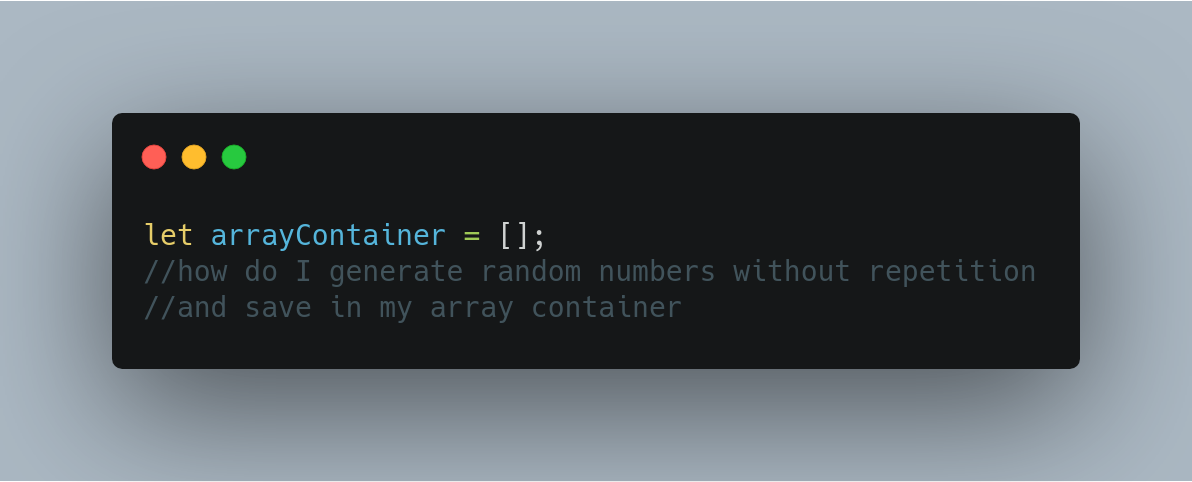 let arrayContainer = [];
//how do I generate random numbers without repetition
//and save in my array container